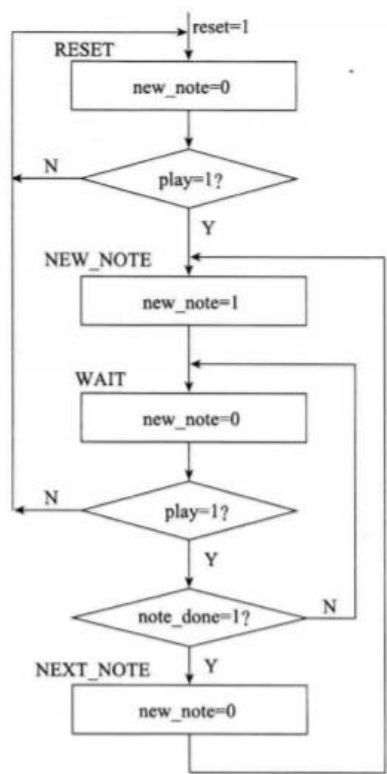 reset=1
RESET
new_note=0
N
play=1?
Y
NEW_NOTE
new_note=1
WAIT
new_note=0
N
play=1?
Y
note_done=1?
N
NEXT_NOTE
Y
new_note=0